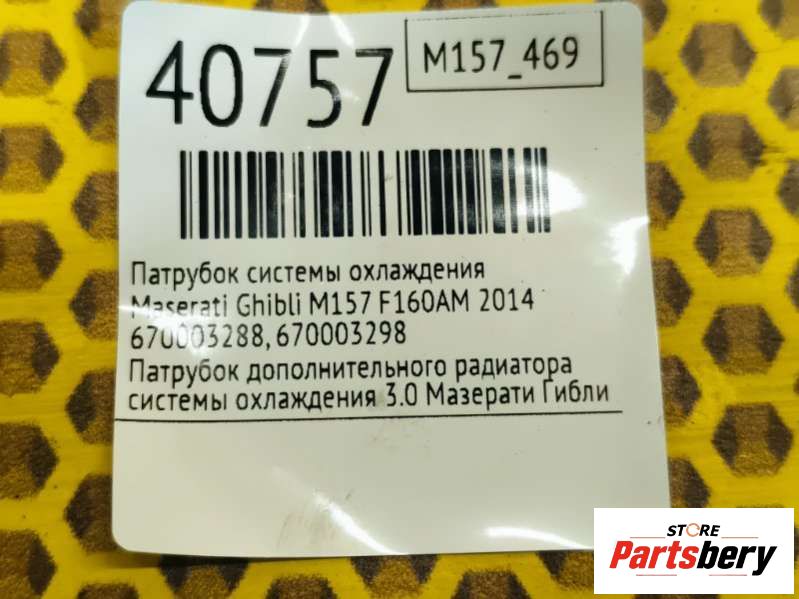 40757
M157_469
Патрубок системы охлаждения
Maserati Ghibli M157 F160AM 2014
670003288, 670003298
Патрубок дополнительного радиатора
системы охлаждения 3.0 Мазерати Гибли
STORE
Partsbery